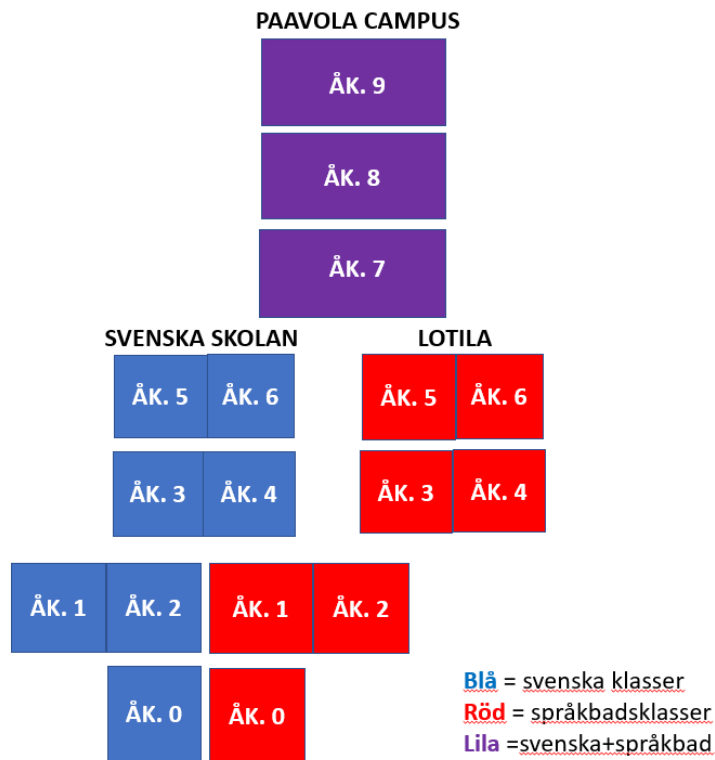 PAAVOLA CAMPUS
ÅK. 9
ÅK. 8
ÅK. 7
SVENSKA SKOLAN LOTILA
ÅK. 5 ÅK. 6 ÅK. 5 ÅK. 6
ÅK. 3 ÅK. 4 ÅK. 3 ÅK. 4
ÅK. 1 ÅK. 2 ÅK. 1 ÅK. 2
ÅK. 0 ÅK. 0
Blå = svenska klasser
Röd = språkbadsklasser
Lila =svenska+språkbad